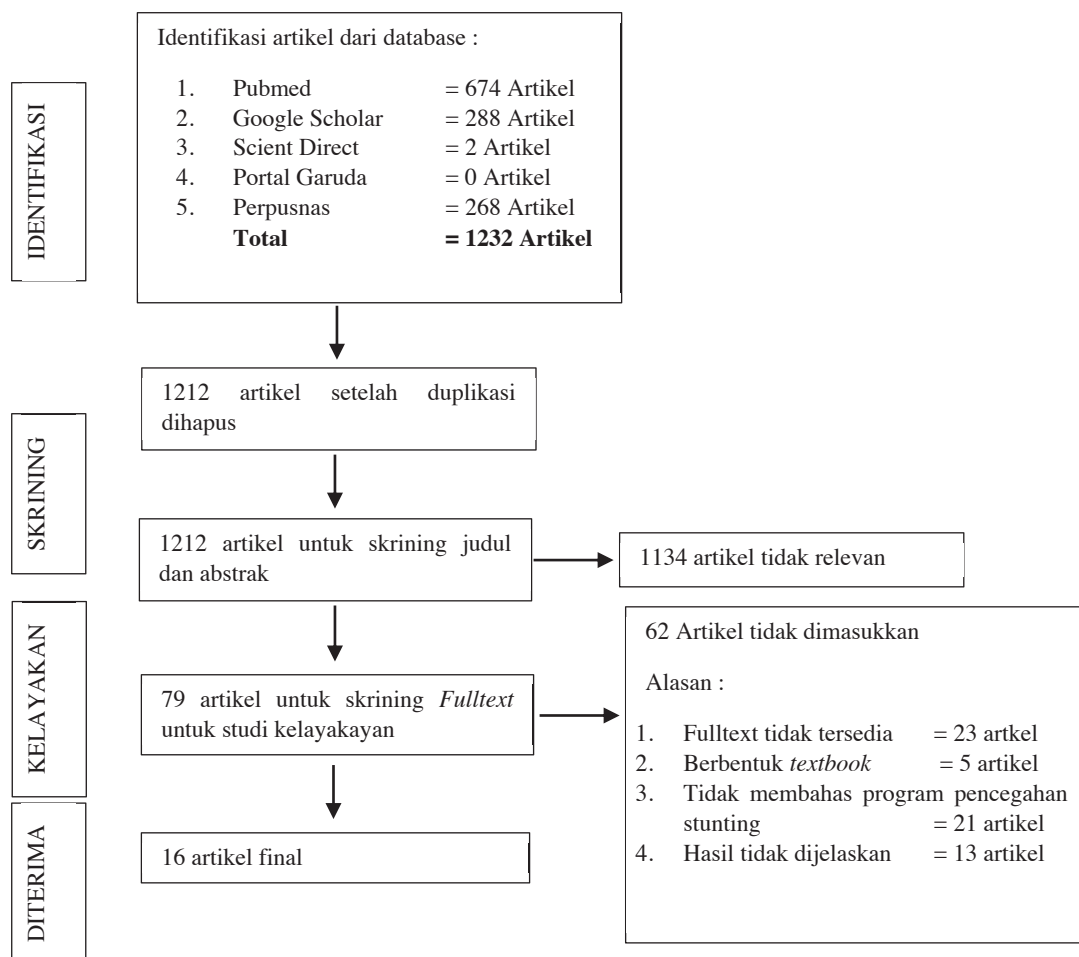 IDENTIFIKASI
Identifikasi artikel dari database :
1. Pubmed = 674 Artikel
2. Google Scholar = 288 Artikel
3. Scient Direct = 2 Artikel
4. Portal Garuda = 0 Artikel
5. Perpusnas = 268 Artikel
Total = 1232 Artikel
SKRINING
1212 artikel setelah duplikasi
dihapus
1212 artikel untuk skrining judul
dan abstrak
1134 artikel tidak relevan
KELAYAKAN
79 artikel untuk skrining Fulltext
untuk studi kelayakayan
62 Artikel tidak dimasukkan
Alasan :
1. Fulltext tidak tersedia = 23 artkel
2. Berbentuk textbook = 5 artikel
3. Tidak membahas program pencegahan
stunting = 21 artikel
4. Hasil tidak dijelaskan = 13 artikel
DITERIMA
16 artikel final